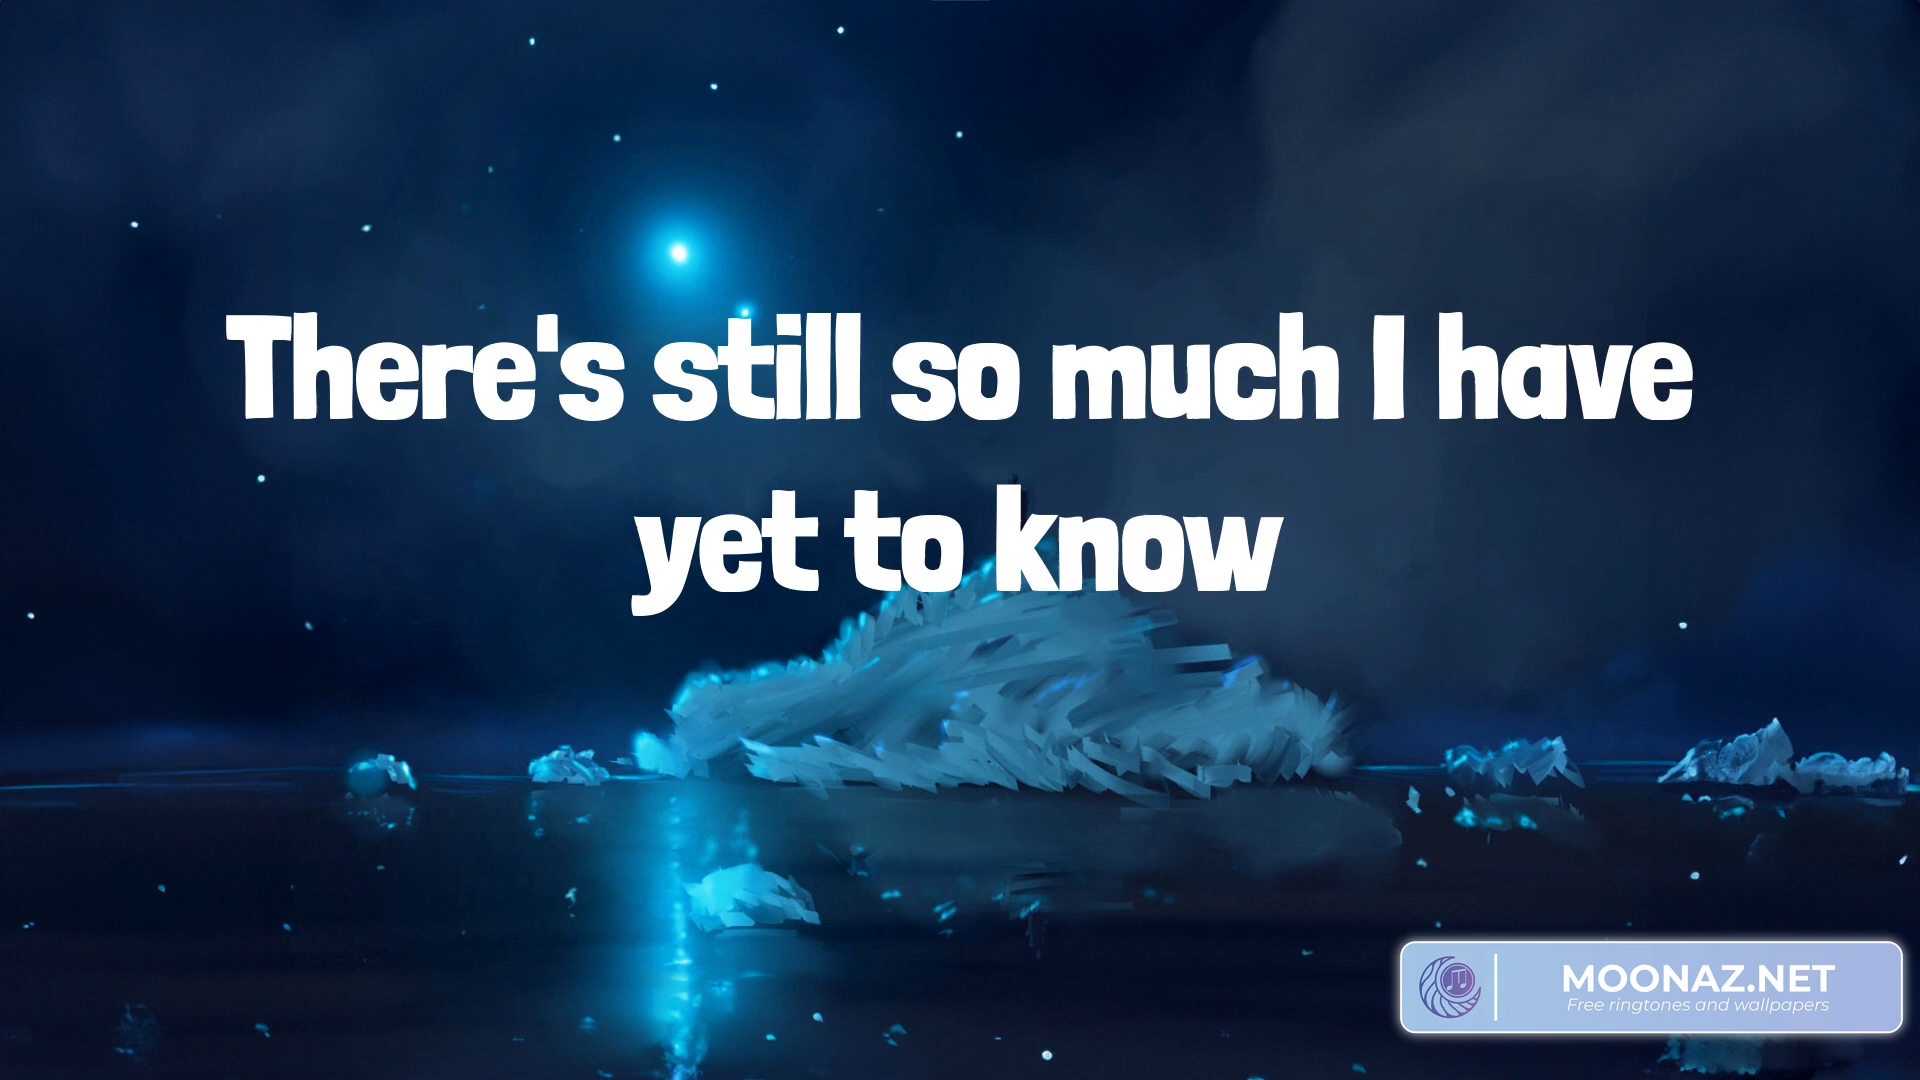 There's still so much I have
yet to know
MOONAZ.NET
Free ringtones and wallpapers